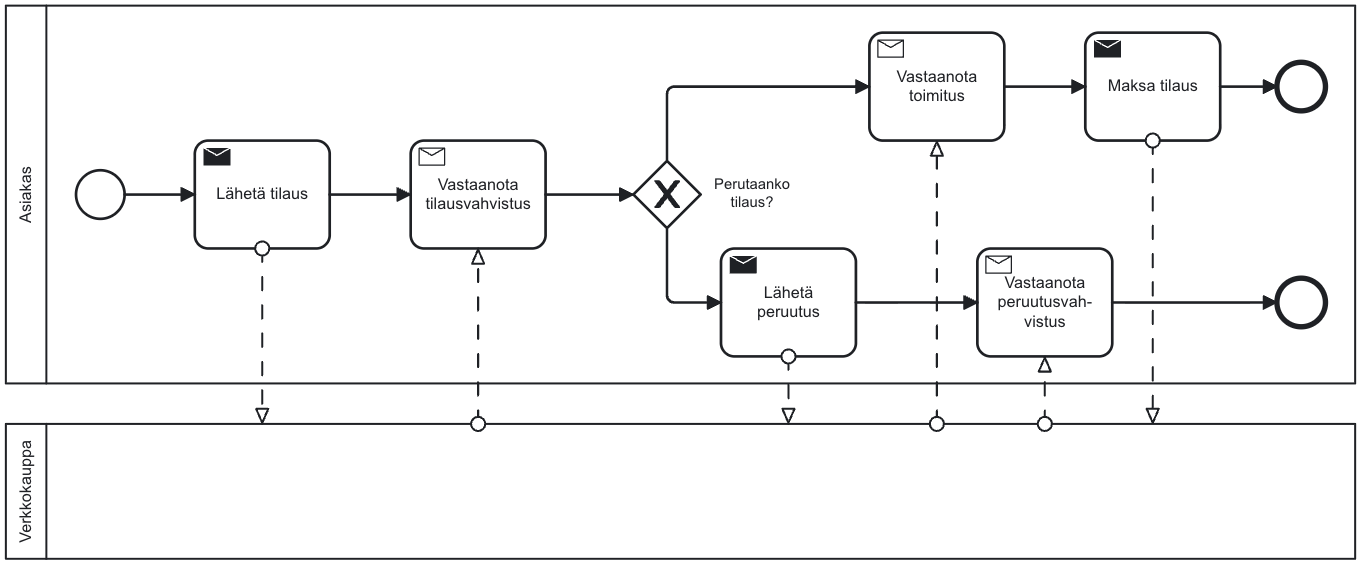 Asiakas
Lähetä tilaus
Vastaanota
tilausvahvistus
Perutaanko
tilaus?
Vastaanota
toimitus
Maksa tilaus
Lähetä
peruutus
Vastaanota
peruutusvah-
vistus
Verkkokauppa